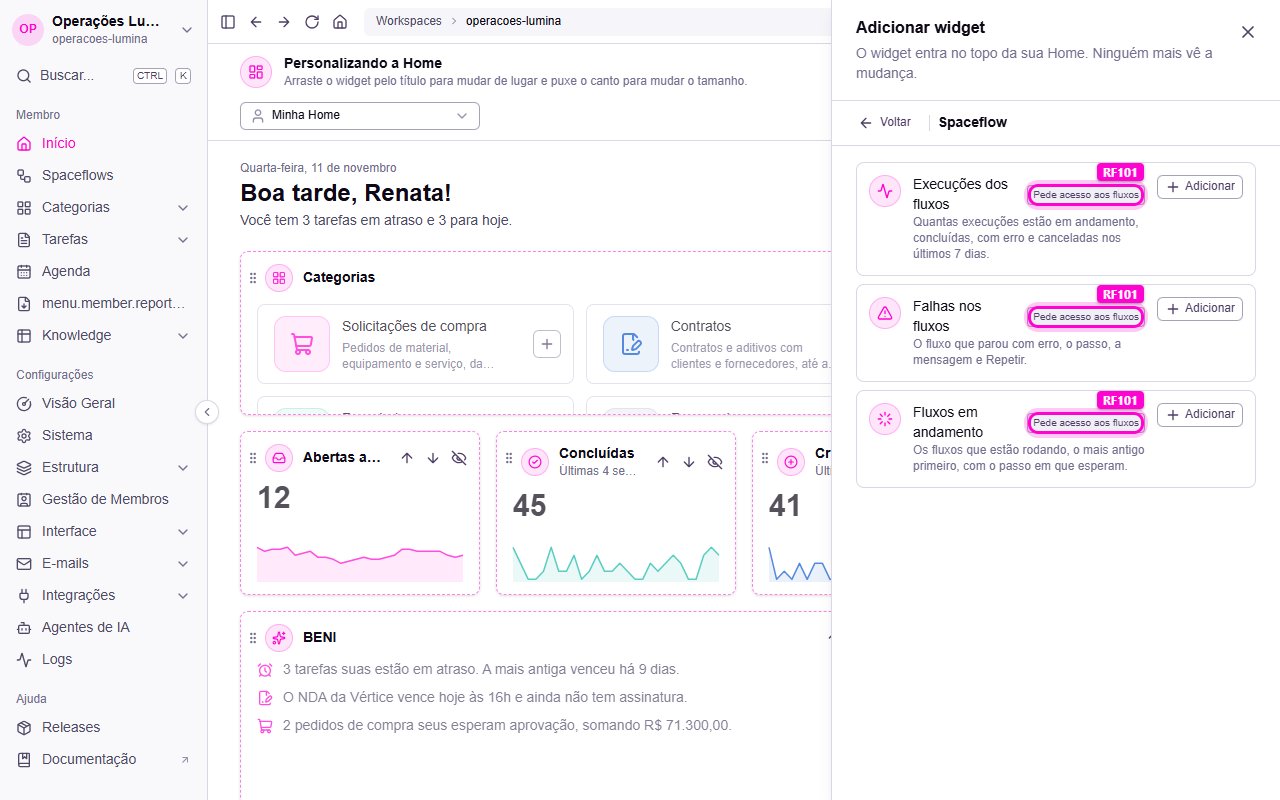 OP
Operações Lu...
operacoes-lumina
Buscar...
CTRL
K
Membro
Início
Spaceflows
Categorias
Tarefas
Agenda
menu.member.report...
Knowledge
Configurações
Visão Geral
Sistema
Estrutura
Gestão de Membros
Interface
E-mails
Integrações
Agentes de IA
Logs
Ajuda
Releases
Documentação
Workspaces
operacoes-lumina
Personalizando a Home
Arraste o widget pelo título para mudar de lugar e puxe o canto para mudar o tamanho.
Minha Home
Quarta-feira, 11 de novembro
Boa tarde, Renata!
Você tem 3 tarefas em atraso e 3 para hoje.
Categorias
Solicitações de compra
Pedidos de material,
equipamento e serviço, da...
Contratos
Contratos e aditivos com
clientes e fornecedores, até a
Abertas a...
12
Concluídas
Últimas 4 se...
45
Cr
Últi
41
BENI
3 tarefas suas estão em atraso. A mais antiga venceu há 9 dias.
O NDA da Vértice vence hoje às 16h e ainda não tem assinatura.
2 pedidos de compra seus esperam aprovação, somando R$ 71.300,00.
Adicionar widget
O widget entra no topo da sua Home. Ninguém mais vê a
mudança.
Voltar
Spaceflow
Execuções dos
fluxos
RF101
Pede acesso aos fluxos
Adicionar
Quantas execuções estão em andamento,
concluídas, com erro e canceladas nos
últimos 7 dias.
Falhas nos
fluxos
RF101
Pede acesso aos fluxos
Adicionar
O fluxo que parou com erro, o passo, a
mensagem e Repetir.
Fluxos em
andamento
RF101
Pede acesso aos fluxos
Adicionar
Os fluxos que estão rodando, o mais antigo
primeiro, com o passo em que esperam.